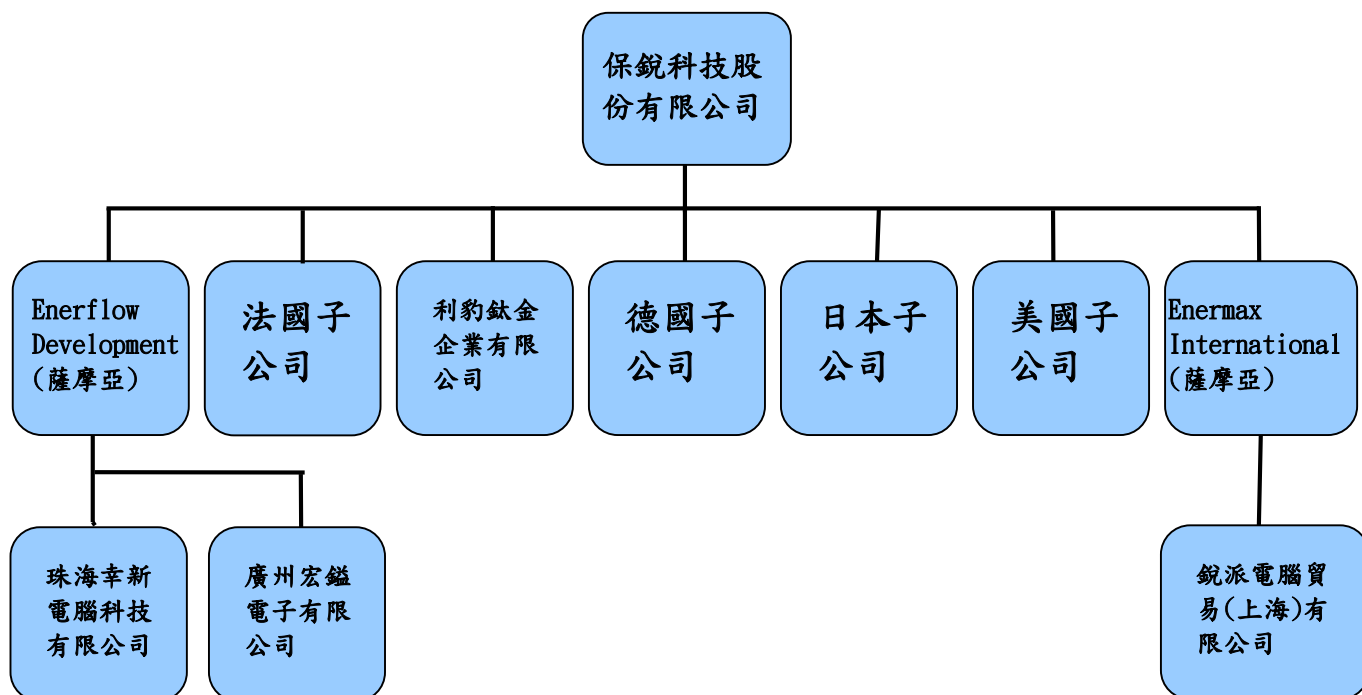 保銳科技股
份有限公司
Enerflow
Development
(薩摩亞)
法國子
公司
利豹鈦金
企業有限
公司
德國子
公司
日本子
公司
美國子
公司
Enermax
International
(薩摩亞)
珠海幸新
電腦科技
有限公司
廣州宏鎰
電子有限
公司
銳派電腦貿
易(上海)有
限公司